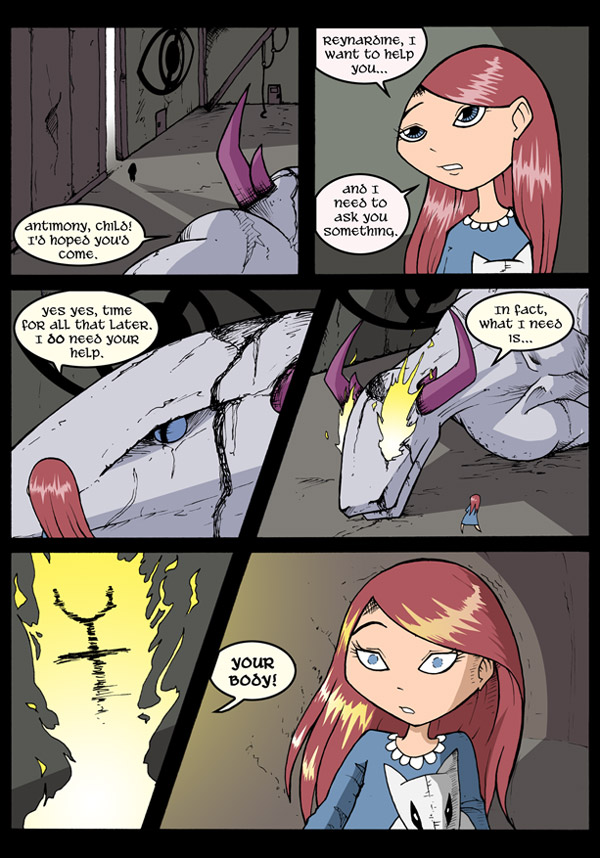 Antimony, child!
I'd hoped you'd
come.
Reynardine, I
want to help
you...
and I
need to
ask you
something.
yes yes, time
for all that later.
I do need your
help.
In fact,
what I need
is...
your
body!